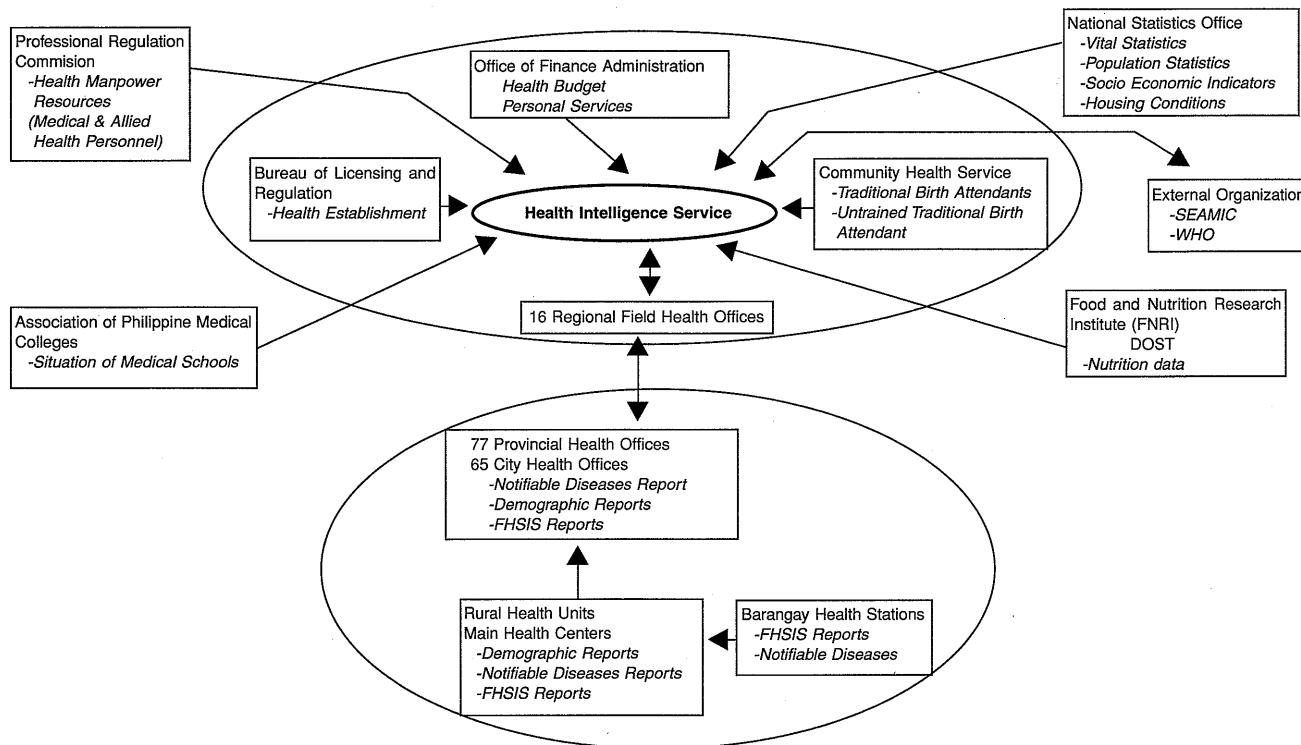 Professional Regulation
Commision
-Health Manpower
Resources
(Medical & Allied
Health Personnel)
Office of Finance Administration
Health Budget
Personal Services
National Statistics Office
-Vital Statistics
-Population Statistics
-Socio Economic Indicators
-Housing Conditions
Bureau of Licensing and
Regulation
-Health Establishment
Health Intelligence Service
Community Health Service
-Traditional Birth Attendants
-Untrained Traditional Birth
Attendant
External Organization
-SEAMIC
-WHO
Association of Philippine Medical
Colleges
-Situation of Medical Schools
16 Regional Field Health Offices
Food and Nutrition Research
Institute (FNRI)
DOST
-Nutrition data
77 Provincial Health Offices
65 City Health Offices
-Notifiable Diseases Report
-Demographic Reports
-FHSIS Reports
Rural Health Units
Main Health Centers
-Demographic Reports
-Notifiable Diseases Reports
-FHSIS Reports
Barangay Health Stations
-FHSIS Reports
-Notifiable Diseases